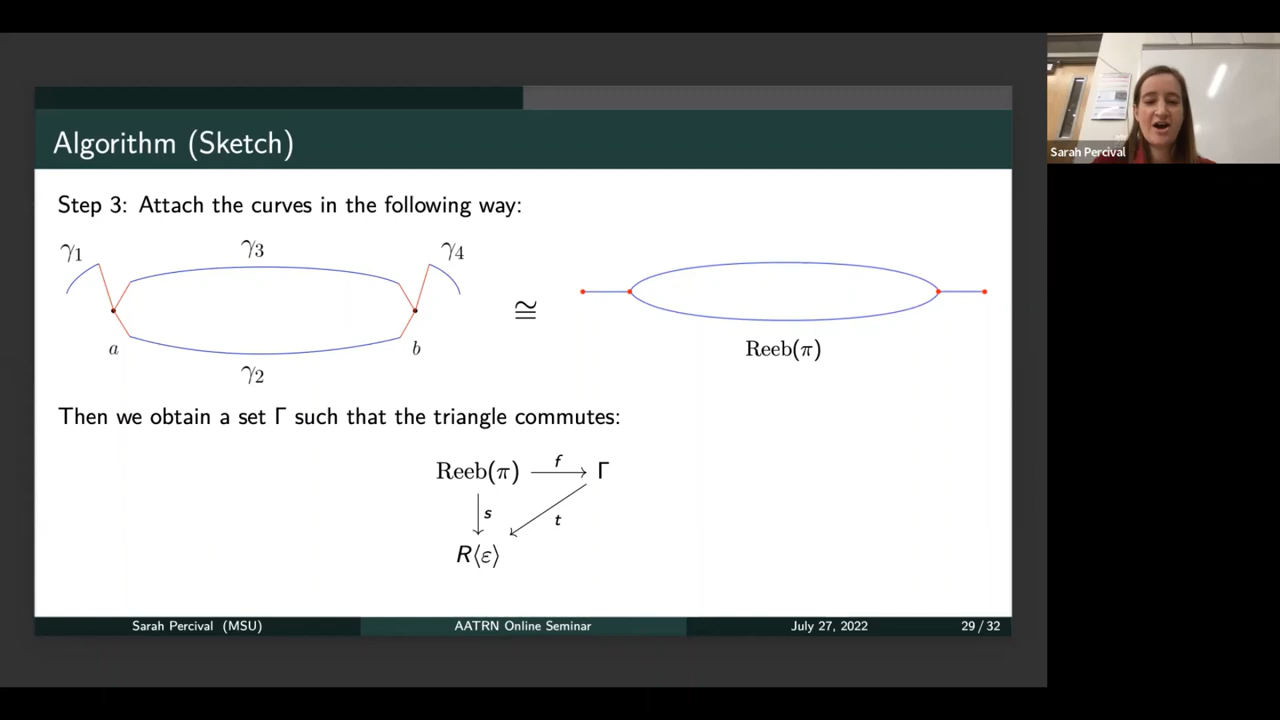 Algorithm (Sketch)
Sarah Percival
Step 3: Attach the curves in the following way:
γ1
γ3
γ4
≅
a
b
γ2
Reeb(π)
Then we obtain a set Γ such that the triangle commutes:
Reeb(π) f Γ
s t
R⟨ε⟩
Sarah Percival (MSU) AATRN Online Seminar July 27, 2022 29 / 32